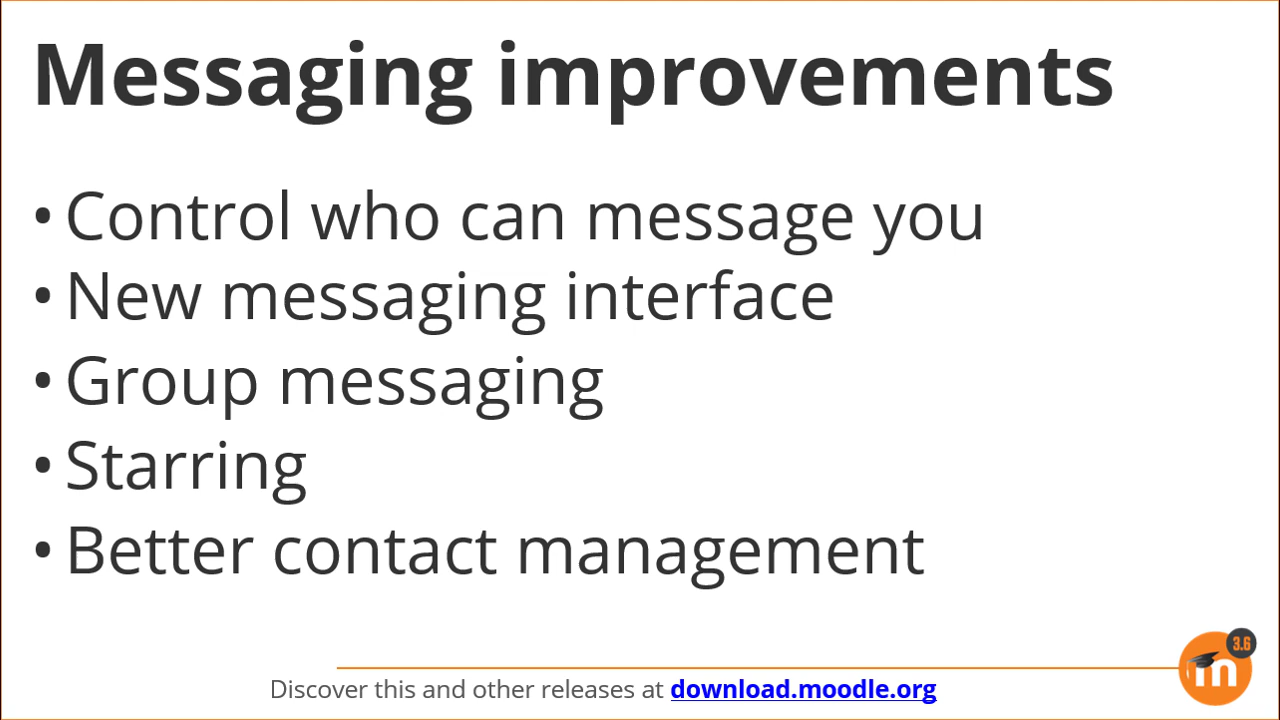 Messaging improvements
• Control who can message you
• New messaging interface
• Group messaging
• Starring
• Better contact management
3.6
m
Discover this and other releases at download.moodle.org